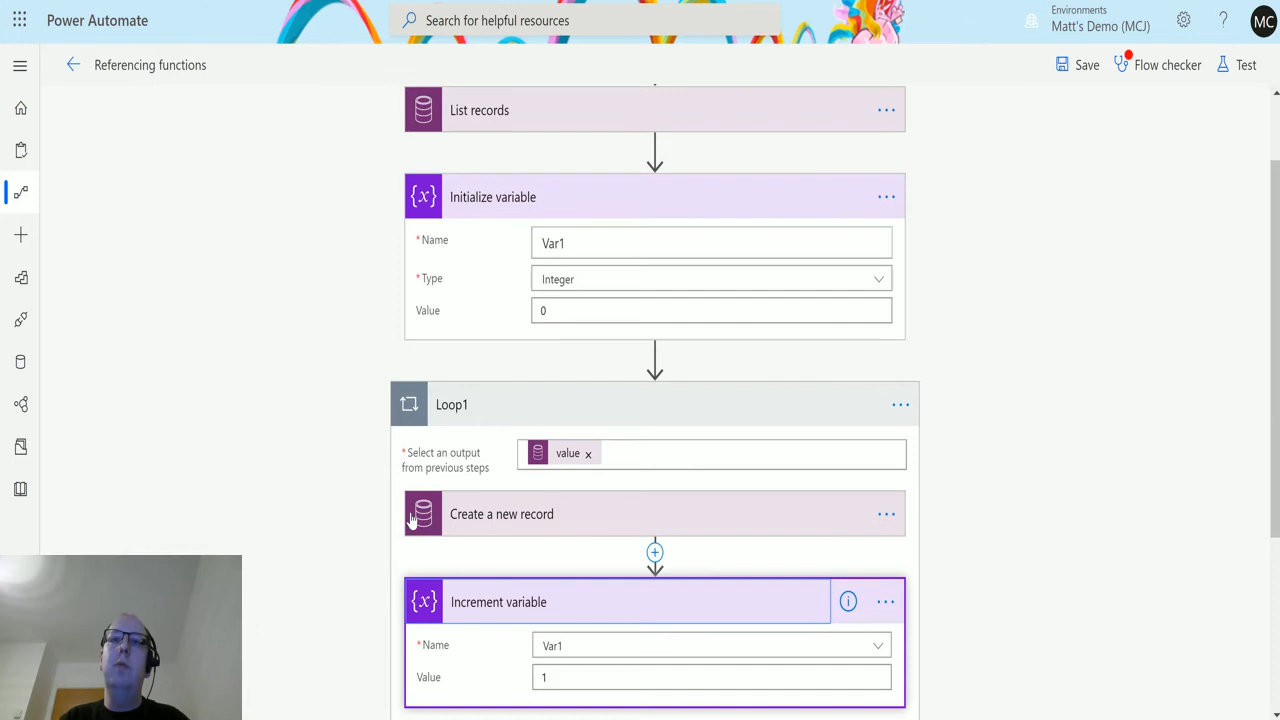 Power Automate
Search for helpful resources
Environments
Matt's Demo (MCJ)
?
MC
Referencing functions
Save
Flow checker
Test
List records
...
{x}
Initialize variable
...
*Name
Var1
*Type
Integer
Value
0
Loop1
...
*Select an output
from previous steps
value x
Create a new record
...
+
{x}
Increment variable
i
...
*Name
Var1
Value
1